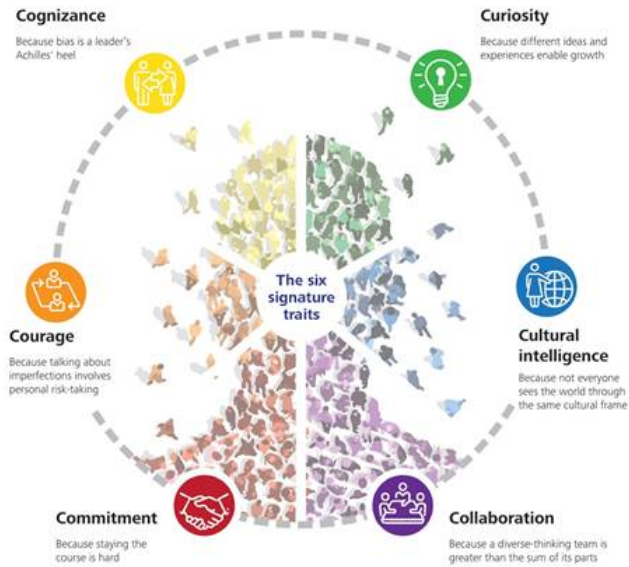 Cognizance
Because bias is a leader's
Achilles' heel
Curiosity
Because different ideas and
experiences enable growth
The six
signature
traits
Courage
Because talking about
imperfections involves
personal risk-taking
Cultural
intelligence
Because not everyone
sees the world through
the same cultural frame
Commitment
Because staying the
course is hard
Collaboration
Because a diverse-thinking team is
greater than the sum of its parts